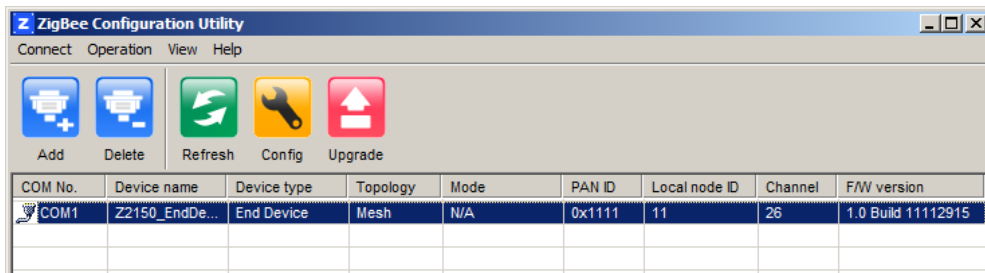 Z ZigBee Configuration Utility
Connect Operation View Help
Add Delete Refresh Config Upgrade
COM No. Device name Device type Topology Mode PAN ID Local node ID Channel F/W version
COM1 Z2150_EndDe... End Device Mesh N/A 0x1111 11 26 1.0 Build 11112915